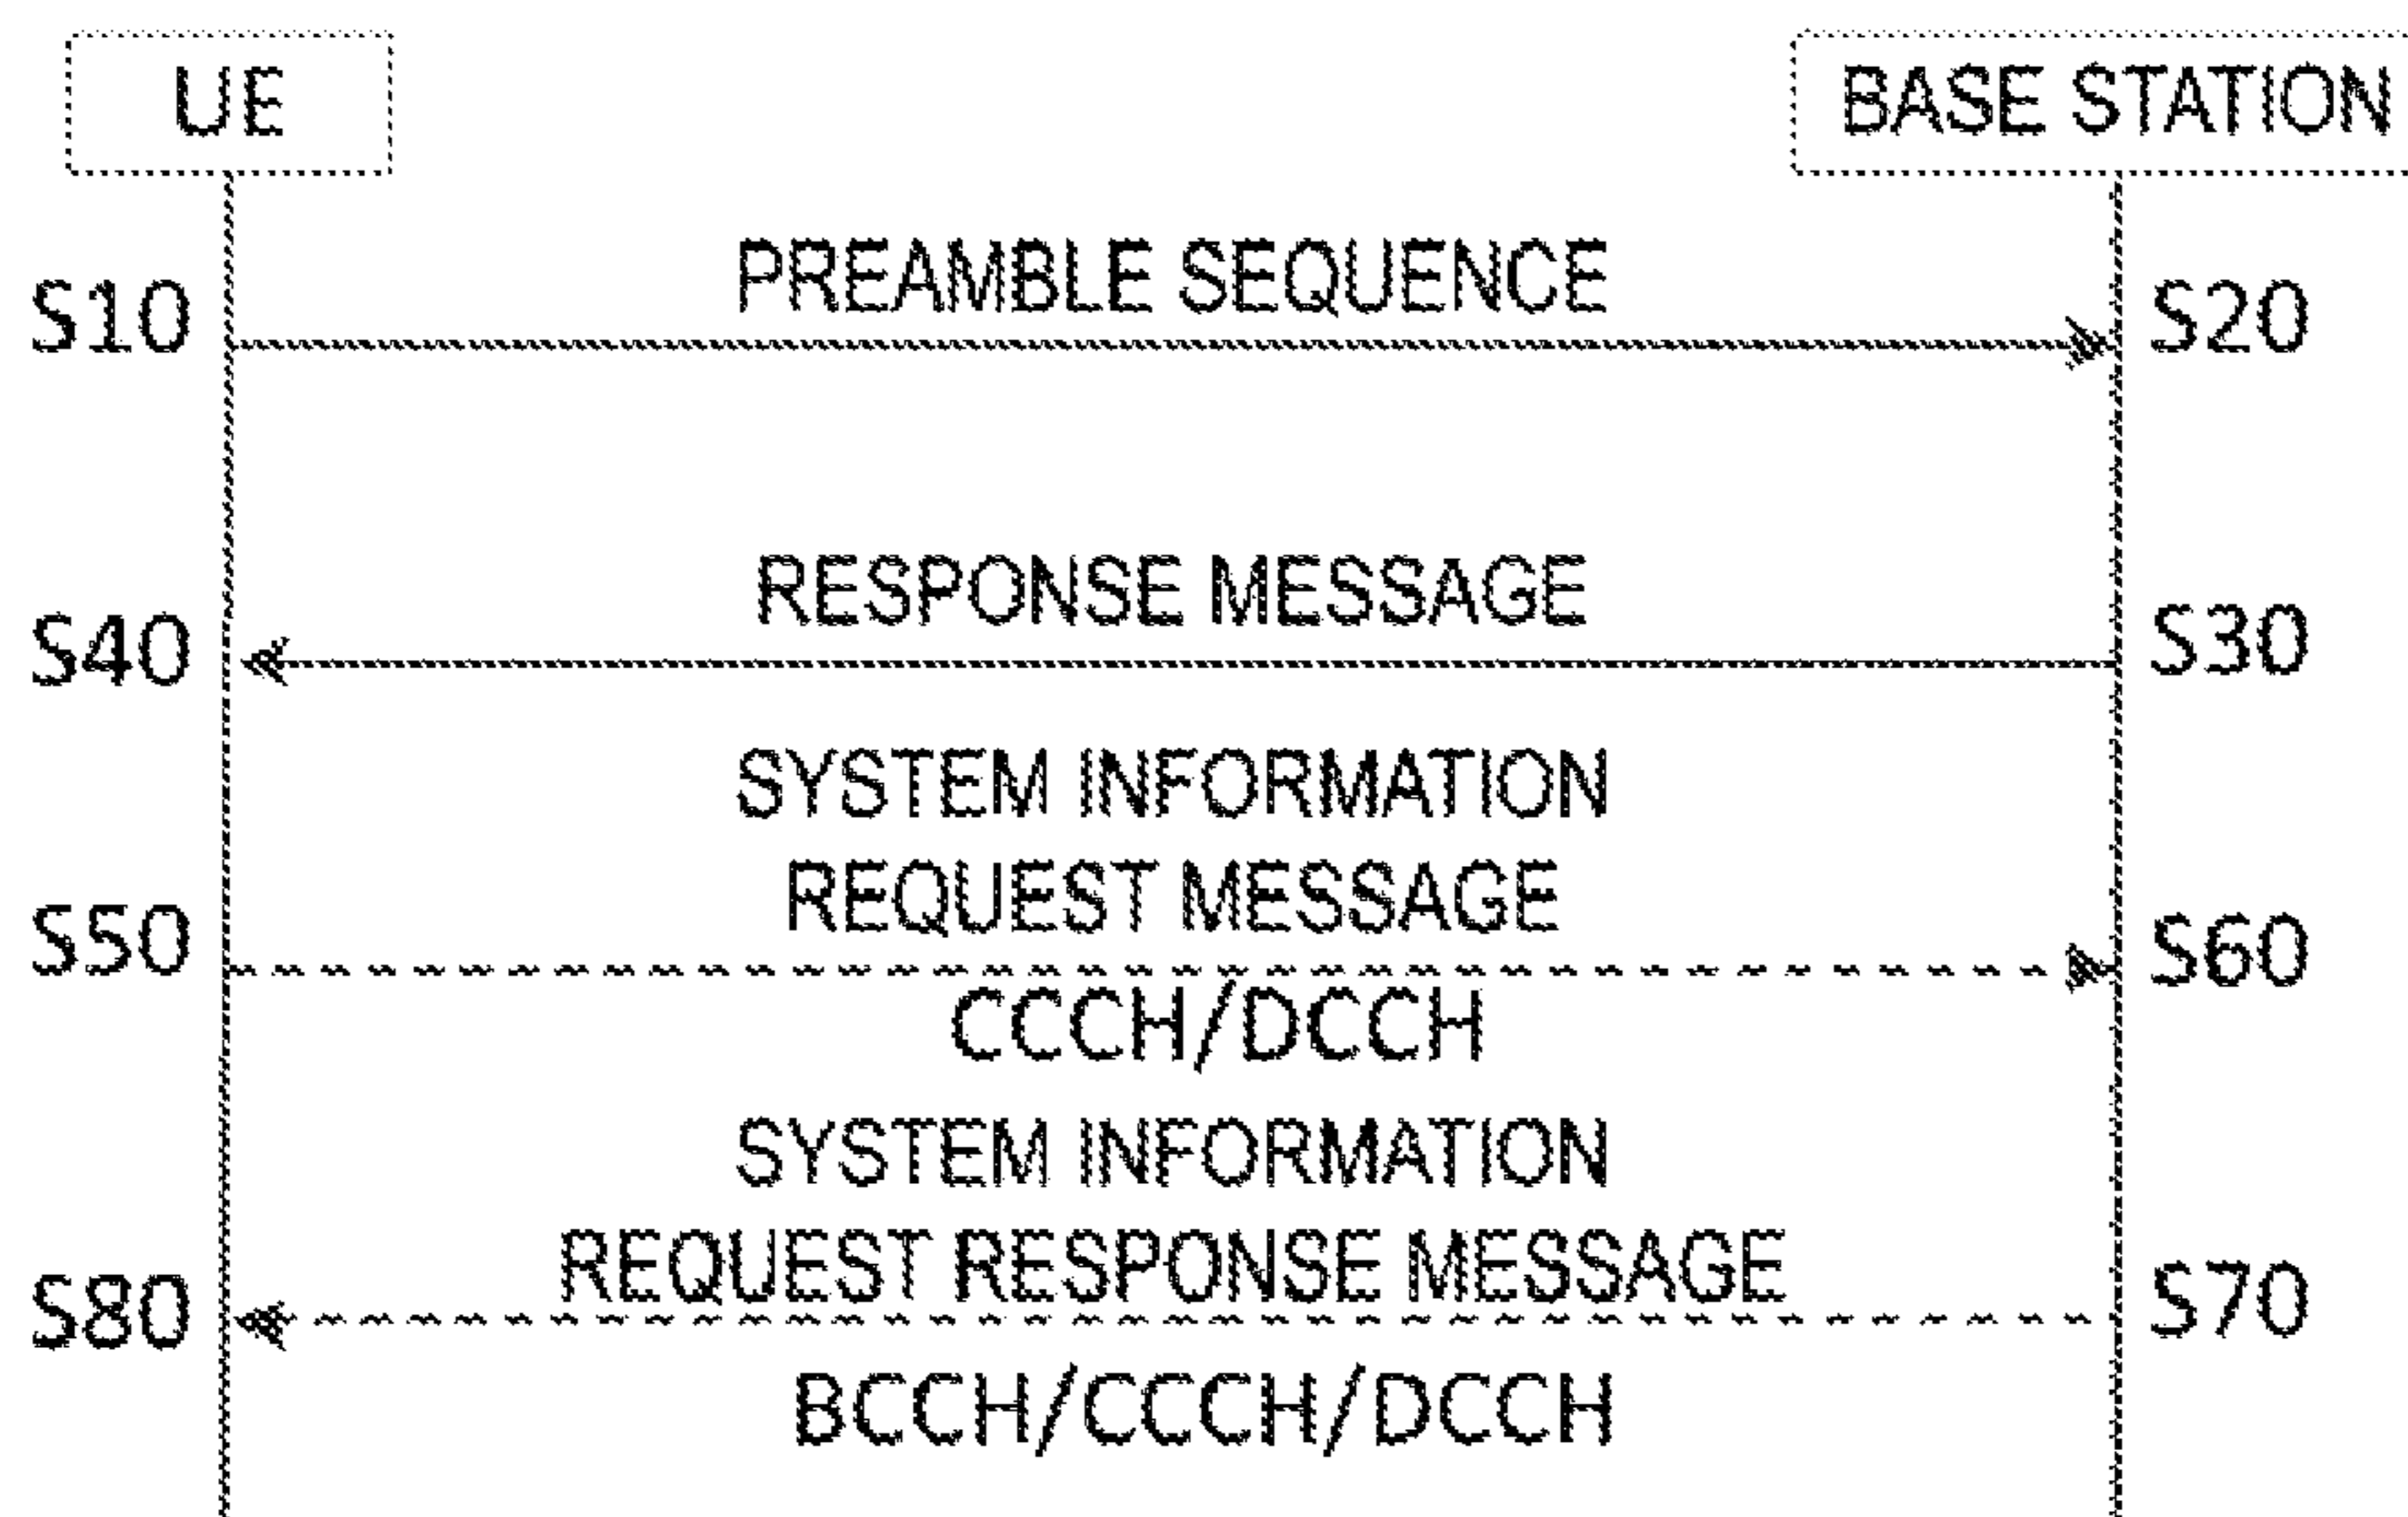 UE
BASE STATION
PREAMBLE SEQUENCE
S10
S20
RESPONSE MESSAGE
S40
S30
SYSTEM INFORMATION
REQUEST MESSAGE
S50
S60
CCCH/DCCH
SYSTEM INFORMATION
REQUEST RESPONSE MESSAGE
S80
S70
BCCH/CCCH/DCCH